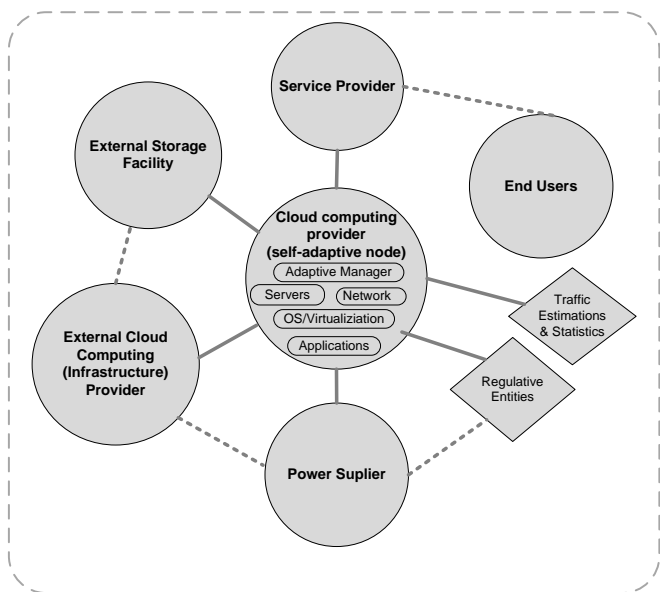 Service Provider
External Storage
Facility
End Users
Cloud computing
provider
(self-adaptive node)
Adaptive Manager
Servers
Network
OS/Virtualiziation
Applications
Traffic
Estimations
& Statistics
External Cloud
Computing
(Infrastructure)
Provider
Regulative
Entities
Power Suplier